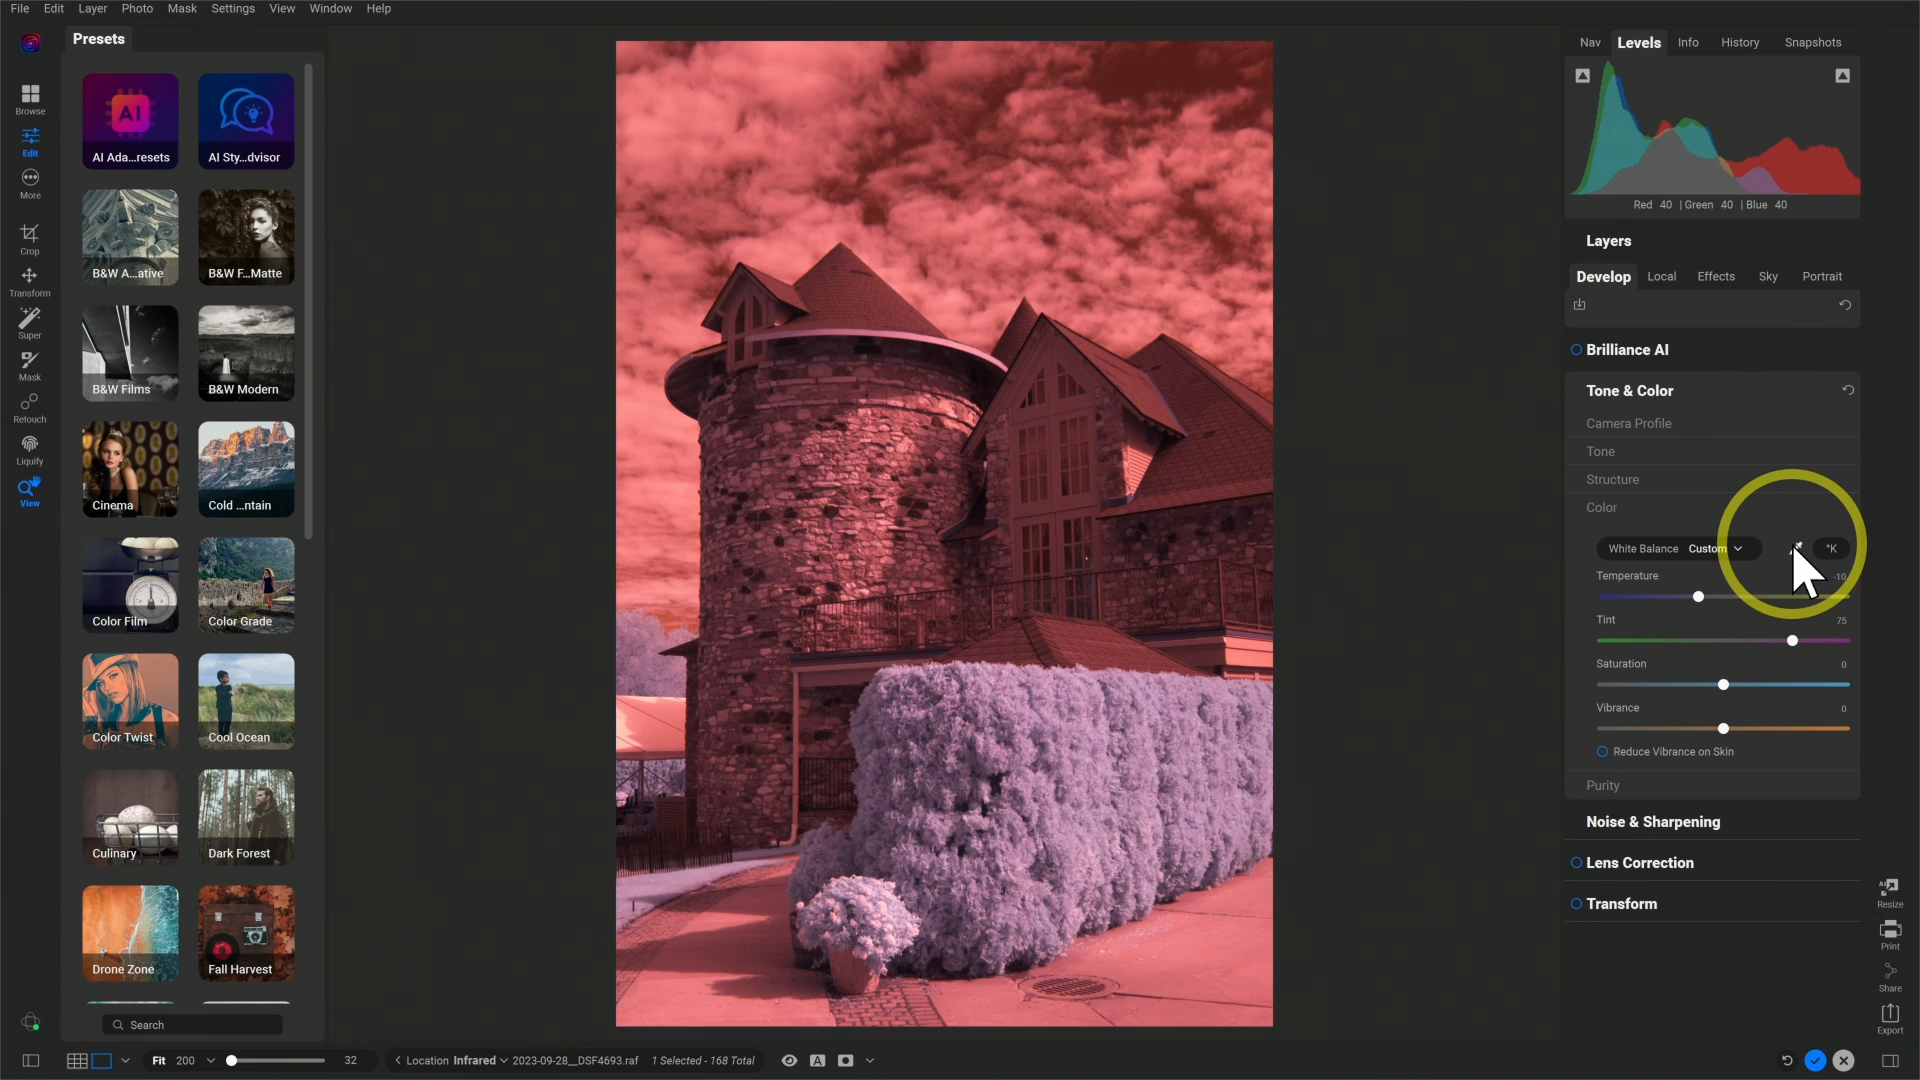 File Edit Layer Photo Mask Settings View Window Help
Presets
Browse
Edit
More
Crop
Transform
Super
Mask
Retouch
Liquify
View
AI
AI Ada...resets
AI Sty...dvisor
B&W A...ative
B&W F...Matte
B&W Films
B&W Modern
Cinema
Cold ...ntain
Color Film
Color Grade
Color Twist
Cool Ocean
Culinary
Dark Forest
Drone Zone
Fall Harvest
Search
Nav Levels Info History Snapshots
Red 40 | Green 40 | Blue 40
Layers
Develop Local Effects Sky Portrait
Brilliance AI
Tone & Color
Camera Profile
Tone
Structure
Color
White Balance Custom °K
Temperature -10
Tint 75
Saturation 0
Vibrance 0
Reduce Vibrance on Skin
Purity
Noise & Sharpening
Lens Correction
Transform
AI
Resize
Print
Share
Export
Fit 200 32 Location Infrared 2023-09-28__DSF4693.raf 1 Selected - 168 Total A